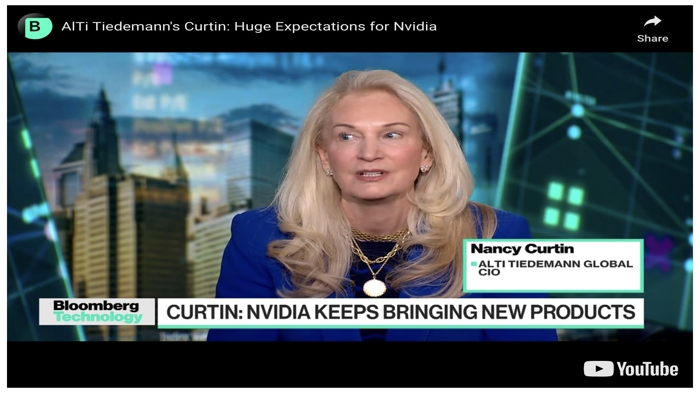 B
AlTi Tiedemann's Curtin: Huge Expectations for Nvidia
Share
Nancy Curtin
ALTI TIEDEMANN GLOBAL
CIO
Bloomberg
Technology
CURTIN: NVIDIA KEEPS BRINGING NEW PRODUCTS
YouTube